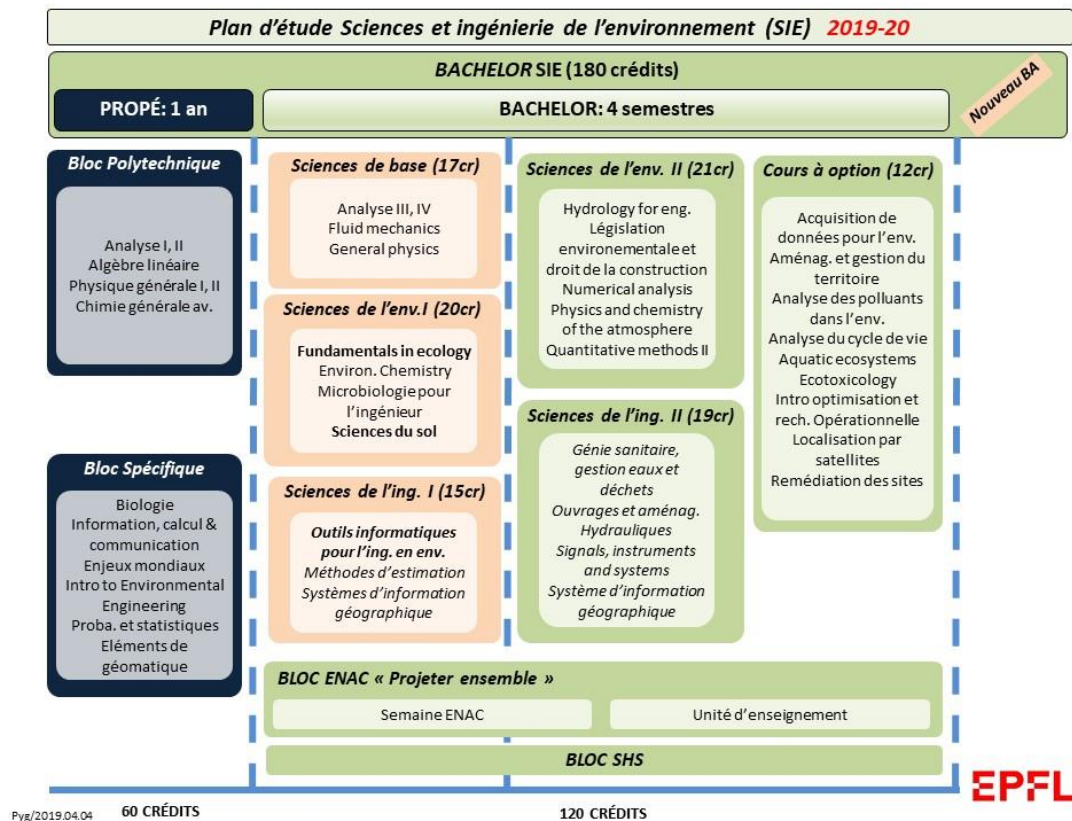 Plan d'étude Sciences et ingénierie de l'environnement (SIE) 2019-20
BACHELOR SIE (180 crédits)
Nouveau BA
PROPÉ: 1 an
BACHELOR: 4 semestres
Bloc Polytechnique
Analyse I, II
Algèbre linéaire
Physique générale I, II
Chimie générale av.
Bloc Spécifique
Biologie
Information, calcul &
communication
Enjeux mondiaux
Intro to Environmental
Engineering
Proba. et statistiques
Eléments de
géomatique
Sciences de base (17cr)
Analyse III, IV
Fluid mechanics
General physics
Sciences de l'env.I (20cr)
Fundamentals in ecology
Environ. Chemistry
Microbiologie pour
l'ingénieur
Sciences du sol
Sciences de l'ing. I (15cr)
Outils informatiques
pour l'ing. en env.
Méthodes d'estimation
Systèmes d'information
géographique
Sciences de l'env. II (21cr)
Hydrology for eng.
Législation
environementale et
droit de la construction
Numerical analysis
Physics and chemistry
of the atmosphere
Quantitative methods II
Sciences de l'ing. II (19cr)
Génie sanitaire,
gestion eaux et
déchets
Ouvrages et aménag.
Hydrauliques
Signals, instruments
and systems
Système d'information
géographique
Cours à option (12cr)
Acquisition de
données pour l'env.
Aménag. et gestion du
territoire
Analyse des polluants
dans l'env.
Analyse du cycle de vie
Aquatic ecosystems
Ecotoxicology
Intro optimisation et
rech. Opérationnelle
Localisation par
satellites
Remédiation des sites
BLOC ENAC « Projeter ensemble »
Semaine ENAC
Unité d'enseignement
BLOC SHS
EPFL
Pyg/2019.04.04
60 CRÉDITS
120 CRÉDITS